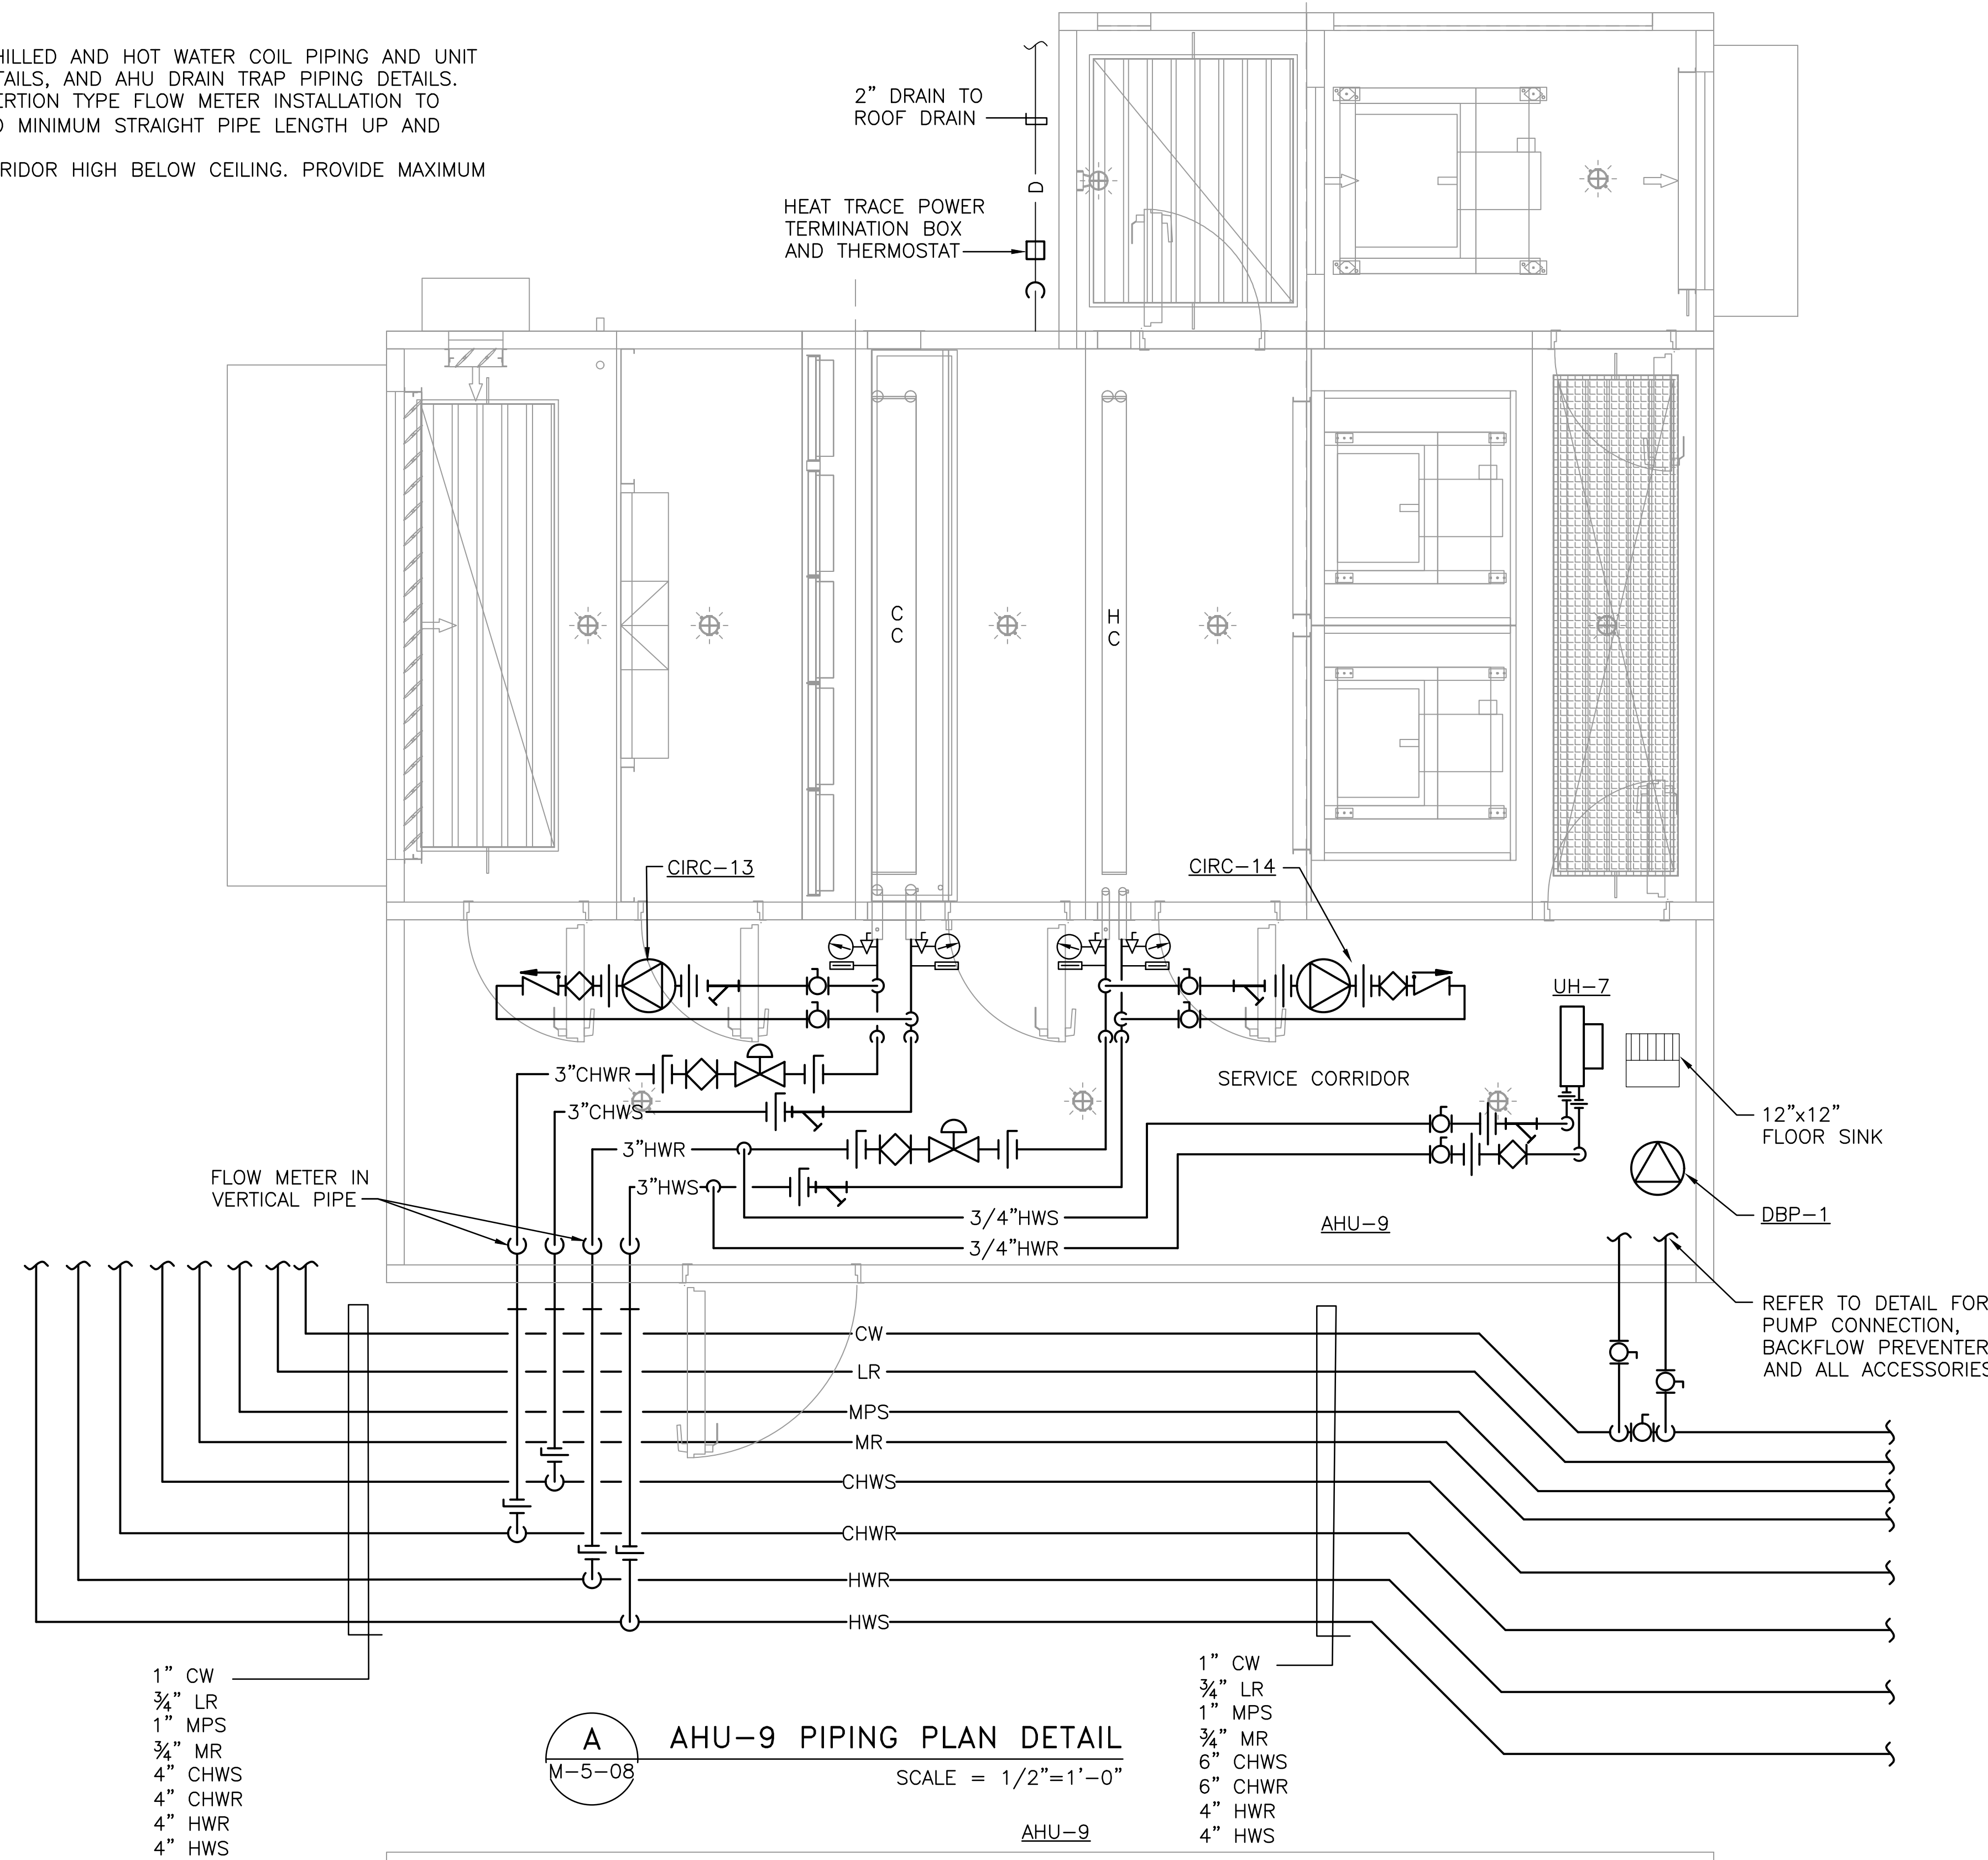 HILLED AND HOT WATER COIL PIPING AND UNIT
TAILS, AND AHU DRAIN TRAP PIPING DETAILS.
ERTION TYPE FLOW METER INSTALLATION TO
D MINIMUM STRAIGHT PIPE LENGTH UP AND
RRIDOR HIGH BELOW CEILING. PROVIDE MAXIMUM
2" DRAIN TO
ROOF DRAIN
D
HEAT TRACE POWER
TERMINATION BOX
AND THERMOSTAT
C
C
H
C
CIRC-13
CIRC-14
UH-7
3"CHWR
SERVICE CORRIDOR
3"CHWS
12"x12"
FLOOR SINK
3"HWR
FLOW METER IN
VERTICAL PIPE
3"HWS
3/4"HWS
3/4"HWR
AHU-9
DBP-1
REFER TO DETAIL FOR
PUMP CONNECTION,
BACKFLOW PREVENTER
AND ALL ACCESSORIES
CW
LR
MPS
MR
CHWS
CHWR
HWR
HWS
1" CW
¾" LR
1" MPS
¾" MR
4" CHWS
4" CHWR
4" HWR
4" HWS
A
M-5-08
AHU-9 PIPING PLAN DETAIL
SCALE = 1/2"=1'-0"
1" CW
¾" LR
1" MPS
¾" MR
6" CHWS
6" CHWR
4" HWR
4" HWS
AHU-9